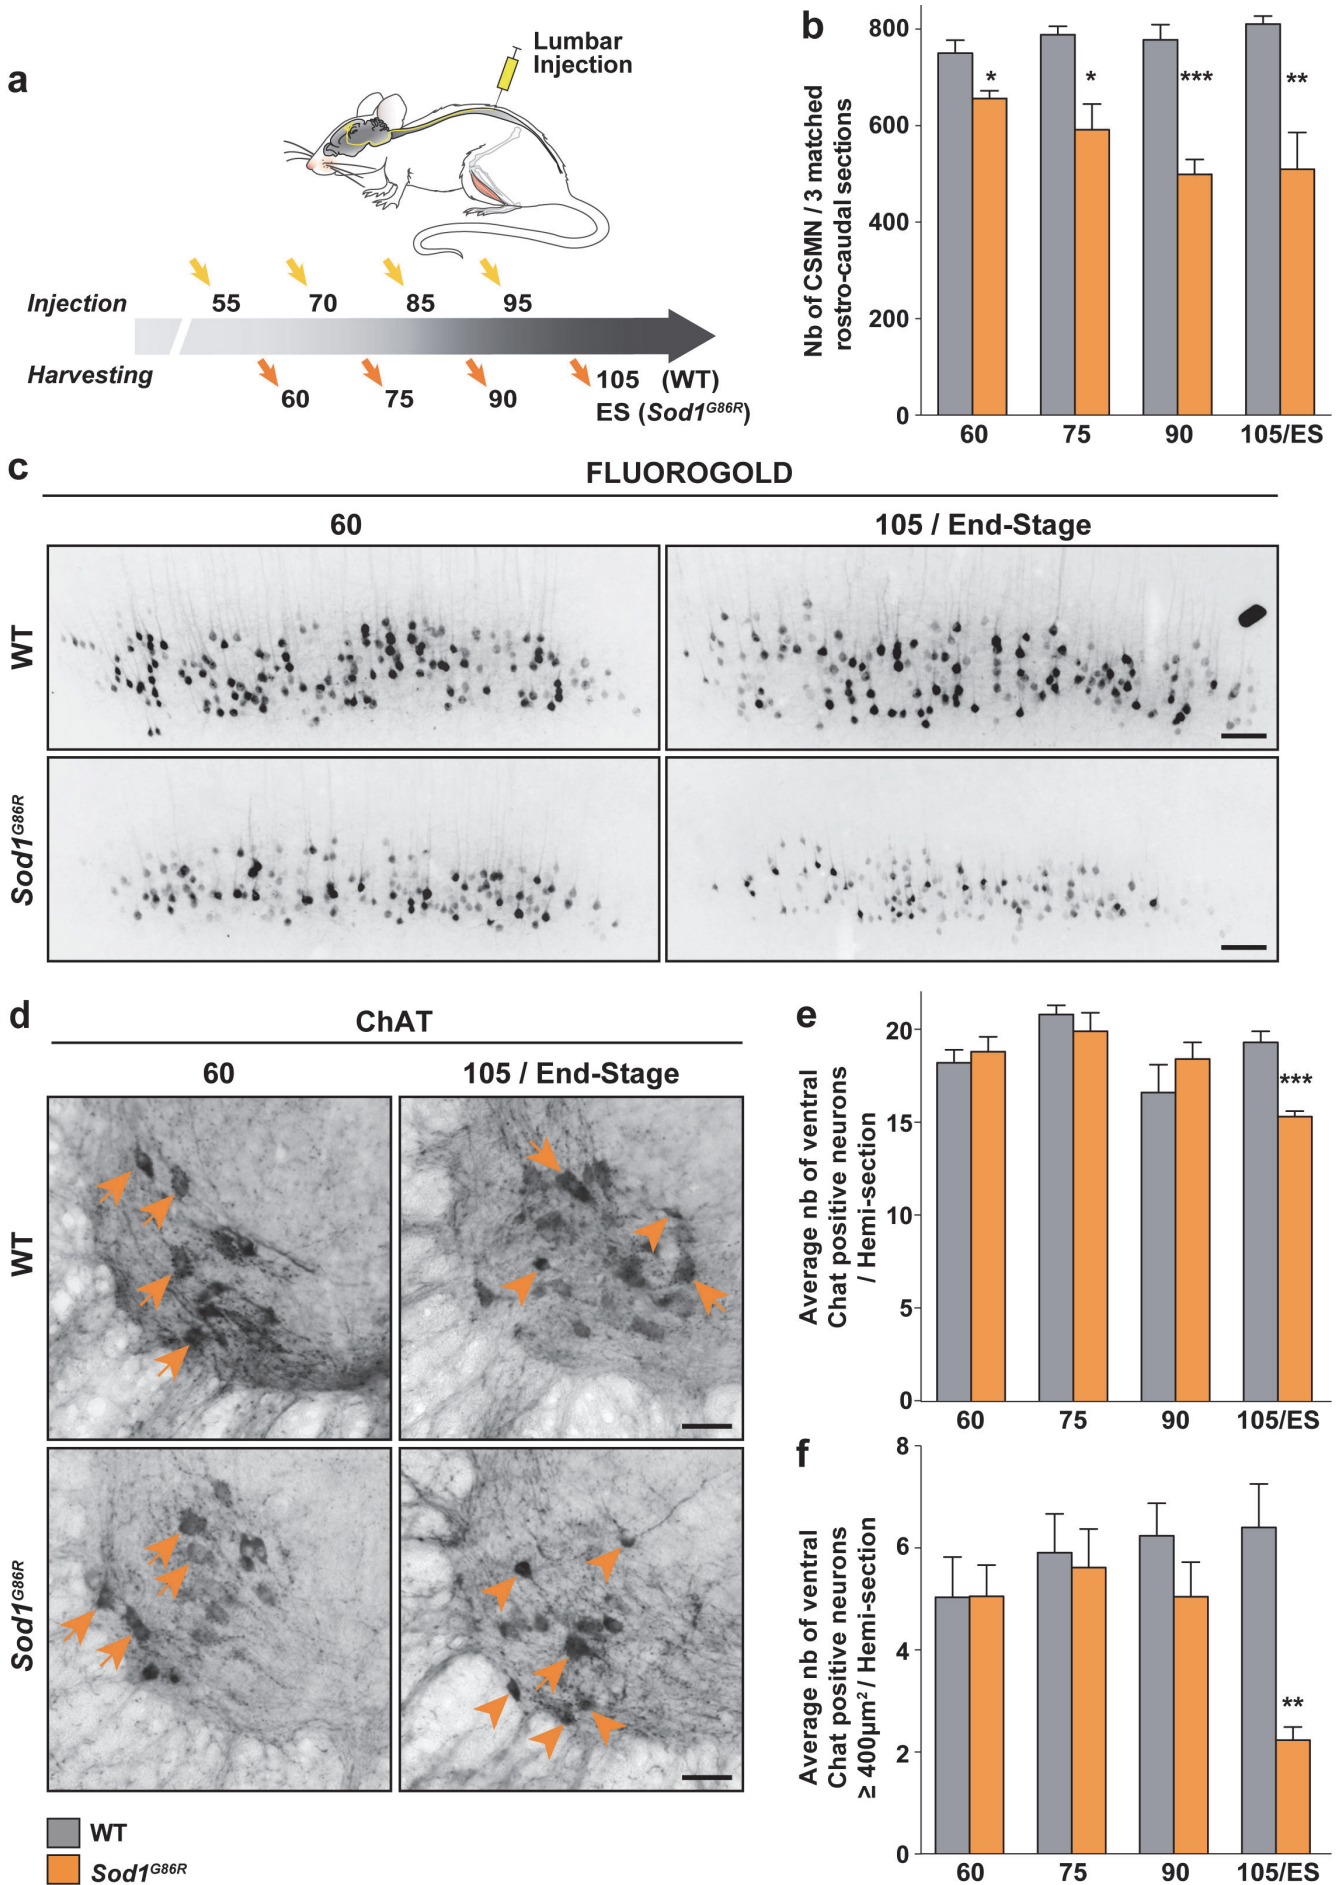 a
Lumbar
Injection
Injection
55
70
85
95
Harvesting
60
75
90
105 (WT)
ES (Sod1G86R)
b
Nb of CSMN / 3 matched
rostro-caudal sections
800
600
400
200
0
*
*
***
**
60
75
90
105/ES
c
FLUOROGOLD
60
105 / End-Stage
WT
Sod1G86R
d
ChAT
60
105 / End-Stage
WT
Sod1G86R
WT
Sod1G86R
e
Average nb of ventral
Chat positive neurons
/ Hemi-section
20
15
10
5
0
***
60
75
90
105/ES
f
Average nb of ventral
Chat positive neurons
≥ 400µm² / Hemi-section
8
6
4
2
0
**
60
75
90
105/ES